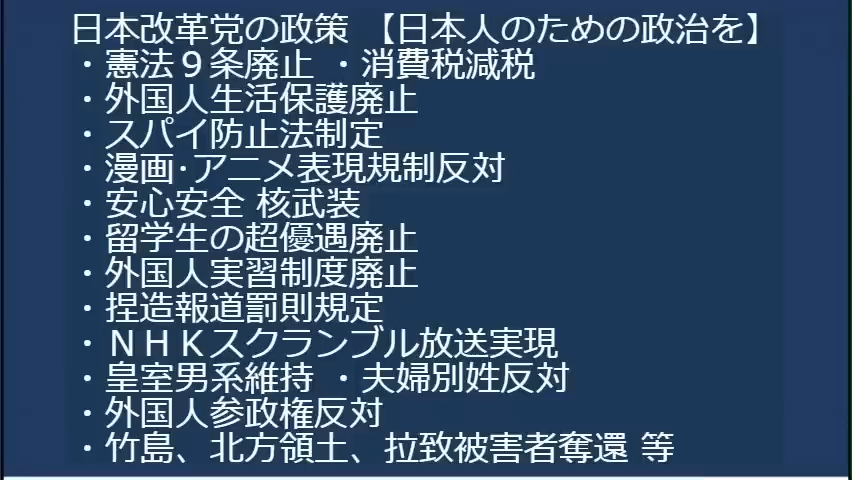 日本改革党の政策 【日本人のための政治を】
・憲法９条廃止 ・消費税減税
・外国人生活保護廃止
・スパイ防止法制定
・漫画･アニメ表現規制反対
・安心安全 核武装
・留学生の超優遇廃止
・外国人実習制度廃止
・捏造報道罰則規定
・ＮＨＫスクランブル放送実現
・皇室男系維持 ・夫婦別姓反対
・外国人参政権反対
・竹島、北方領土、拉致被害者奪還 等